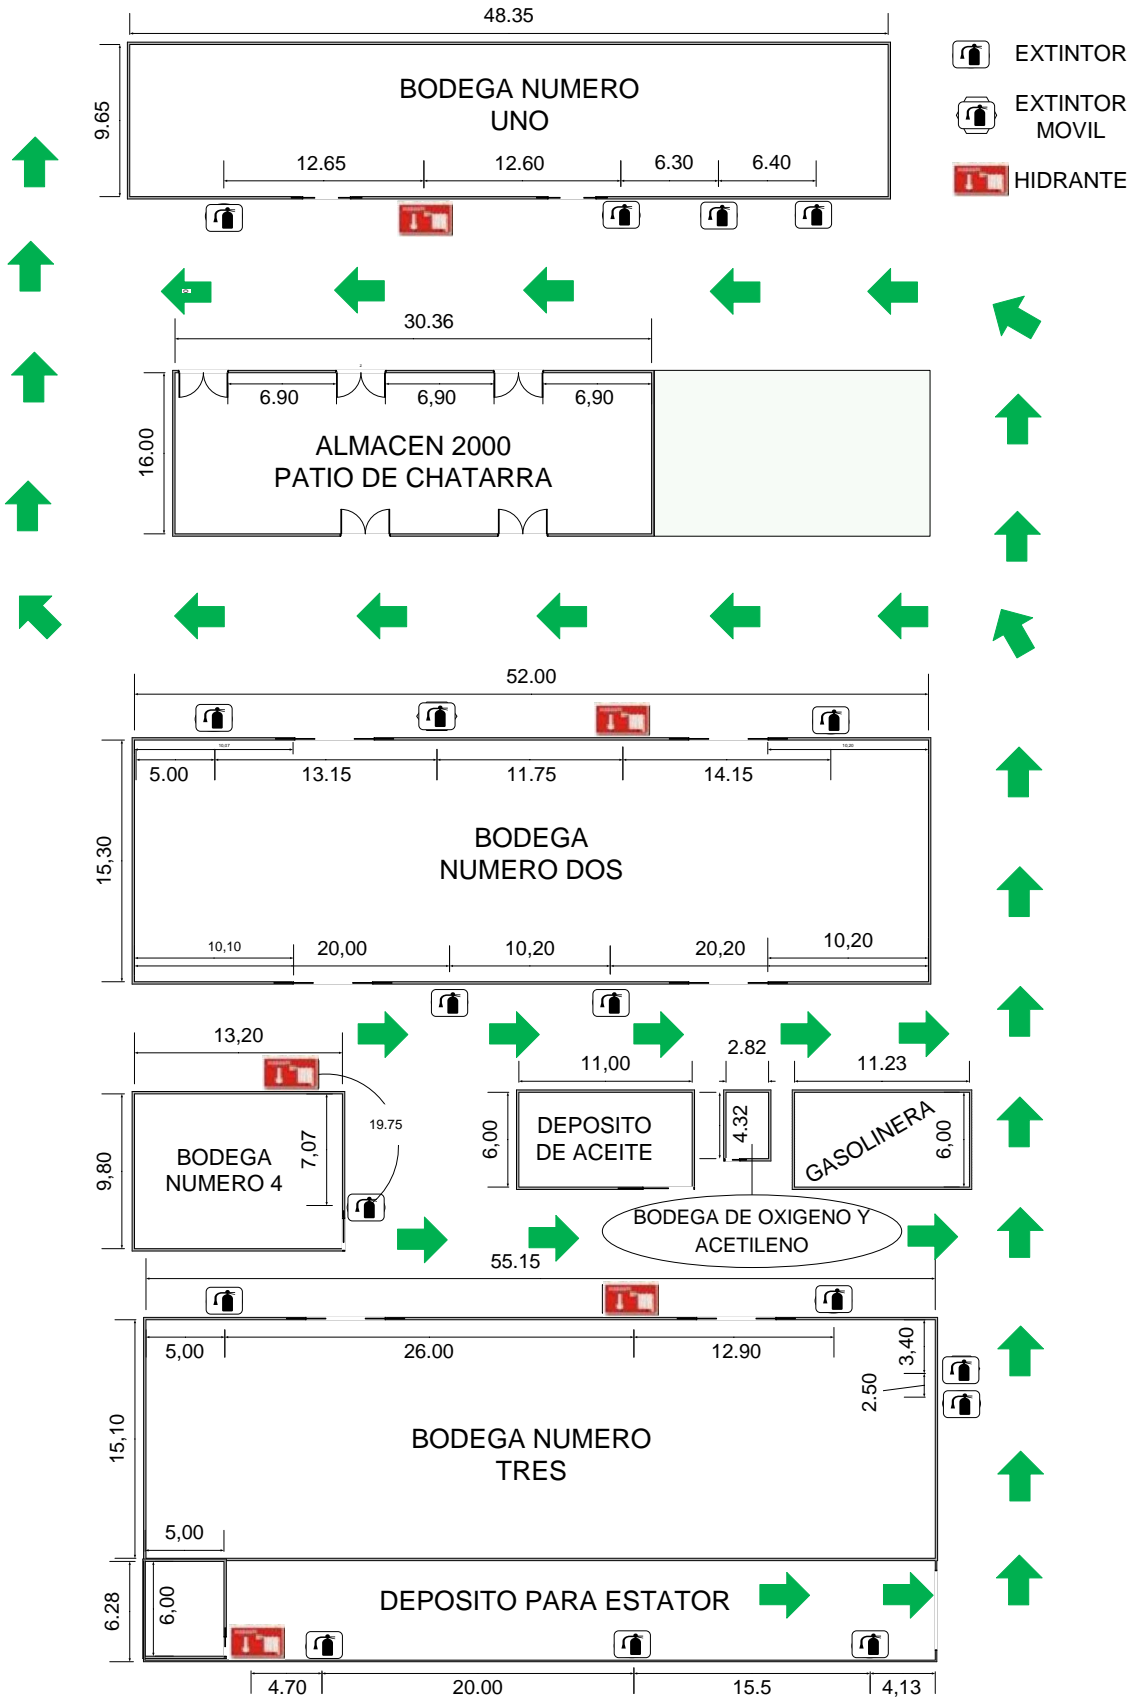 48.35
EXTINTOR
BODEGA NUMERO
UNO
9.65
EXTINTOR
MOVIL
12.65
12.60
6.30
6.40
HIDRANTE
30.36
6.90
6,90
6,90
16.00
ALMACEN 2000
PATIO DE CHATARRA
52.00
5.00
13.15
11.75
14.15
15,30
BODEGA
NUMERO DOS
10,10
20,00
10,20
20,20
10,20
13,20
2.82
11,00
11.23
9,80
7,07
19.75
BODEGA
NUMERO 4
6,00
DEPOSITO
DE ACEITE
4.32
GASOLINERA
6,00
BODEGA DE OXIGENO Y
ACETILENO
55.15
5,00
26.00
12.90
3,40
2.50
15,10
BODEGA NUMERO
TRES
5,00
6.28
6,00
DEPOSITO PARA ESTATOR
4.70
20.00
15.5
4,13